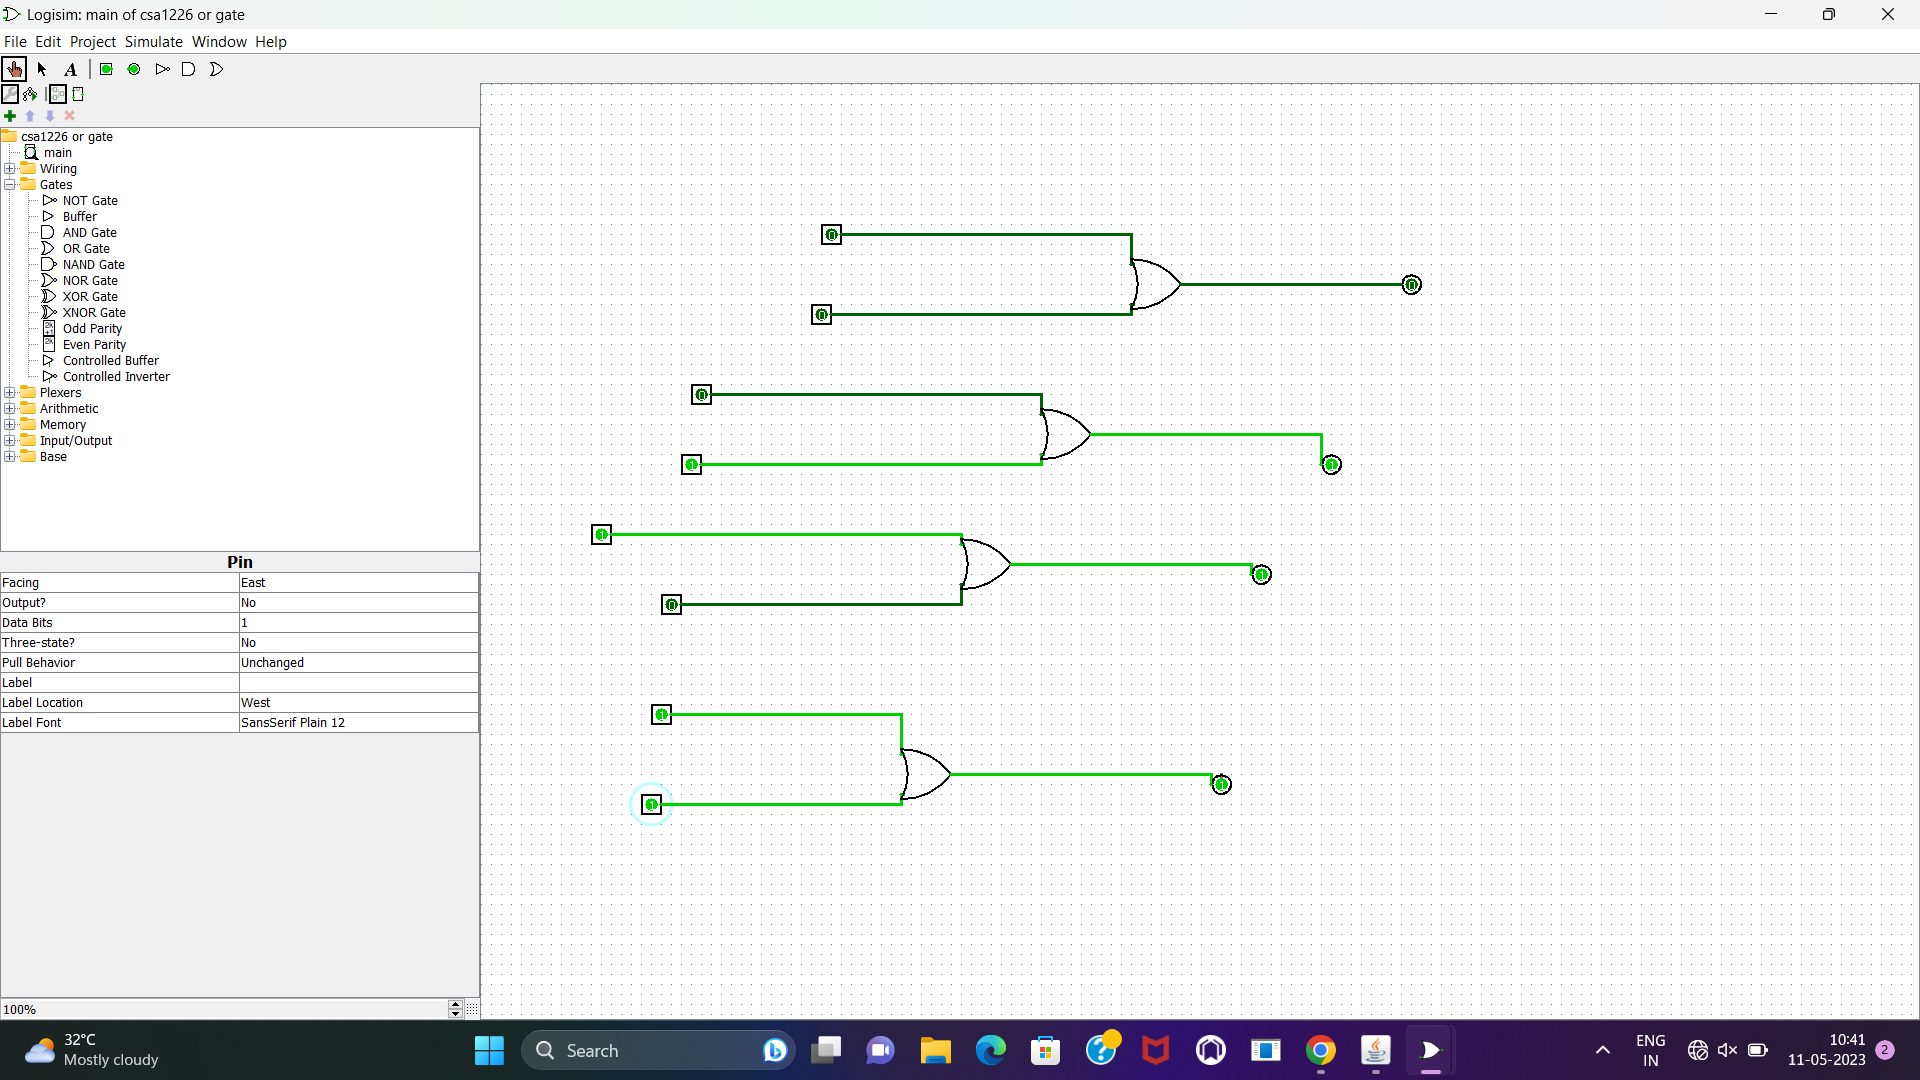 Logisim: main of csa1226 or gate
File Edit Project Simulate Window Help
A
csa1226 or gate
main
Wiring
Gates
NOT Gate
Buffer
AND Gate
OR Gate
NAND Gate
NOR Gate
XOR Gate
XNOR Gate
Odd Parity
Even Parity
Controlled Buffer
Controlled Inverter
Plexers
Arithmetic
Memory
Input/Output
Base
Pin
Facing East
Output? No
Data Bits 1
Three-state? No
Pull Behavior Unchanged
Label
Label Location West
Label Font SansSerif Plain 12
100%
0
0
0
0
1
1
1
0
1
1
1
1
32°C
Mostly cloudy
Search
ENG
IN
10:41
11-05-2023
2